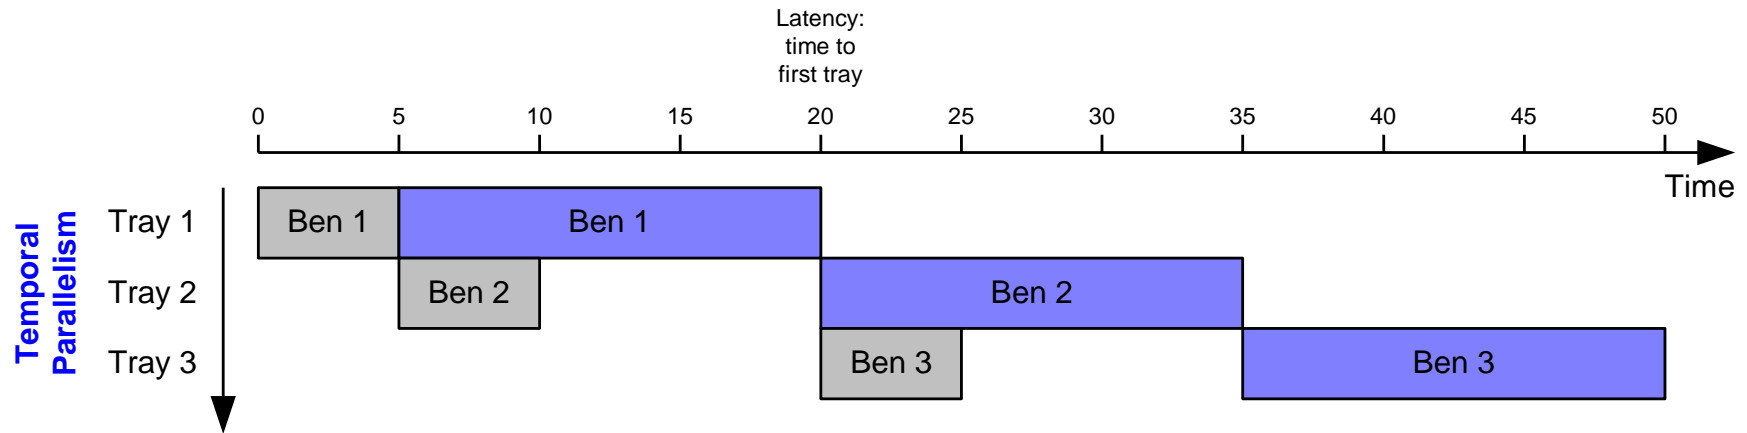 Latency:
time to
first tray
0 5 10 15 20 25 30 35 40 45 50
Time
Temporal
Parallelism
Tray 1 Ben 1 Ben 1
Tray 2 Ben 2 Ben 2
Tray 3 Ben 3 Ben 3